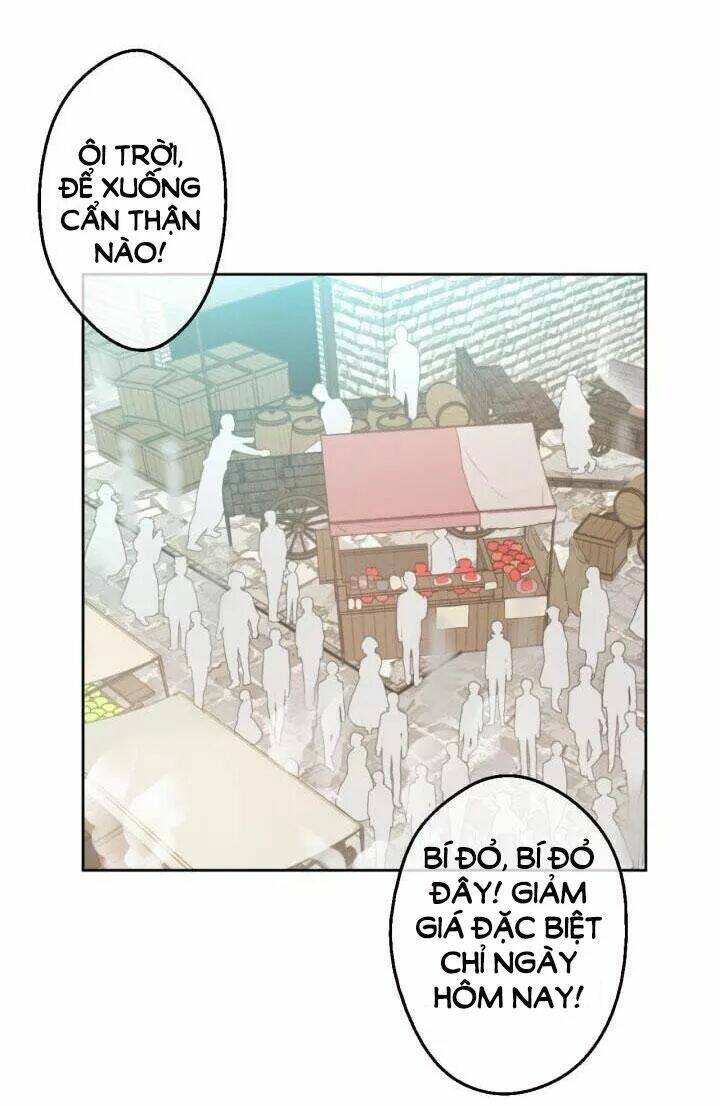 ÔI TRỜI,
ĐỂ XUỐNG
CẨN THẬN
NÀO!
BÍ ĐỎ, BÍ ĐỎ
ĐÂY! GIẢM
GIÁ ĐẶC BIỆT
CHỈ NGÀY
HÔM NAY!